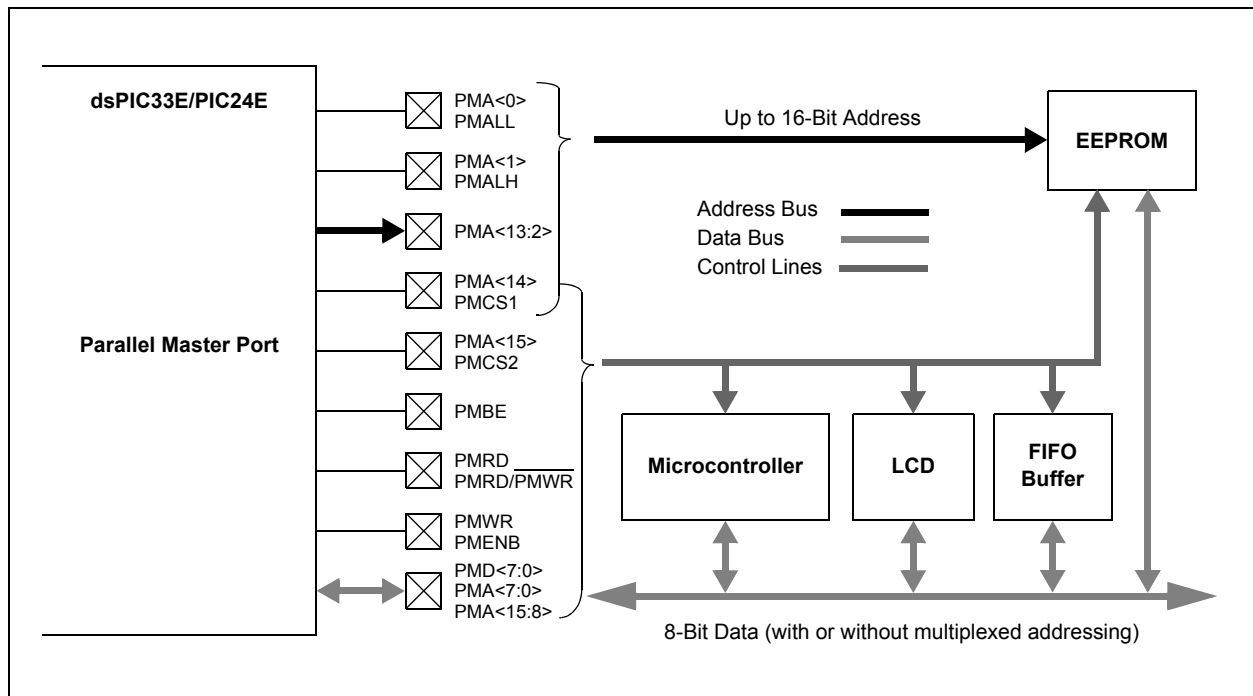 dsPIC33E/PIC24E
Parallel Master Port
PMA<0>
PMALL
PMA<1>
PMALH
PMA<13:2>
PMA<14>
PMCS1
PMA<15>
PMCS2
PMBE
PMRD
PMRD/PMWR
PMWR
PMENB
PMD<7:0>
PMA<7:0>
PMA<15:8>
Up to 16-Bit Address
EEPROM
Address Bus
Data Bus
Control Lines
Microcontroller
LCD
FIFO
Buffer
8-Bit Data (with or without multiplexed addressing)